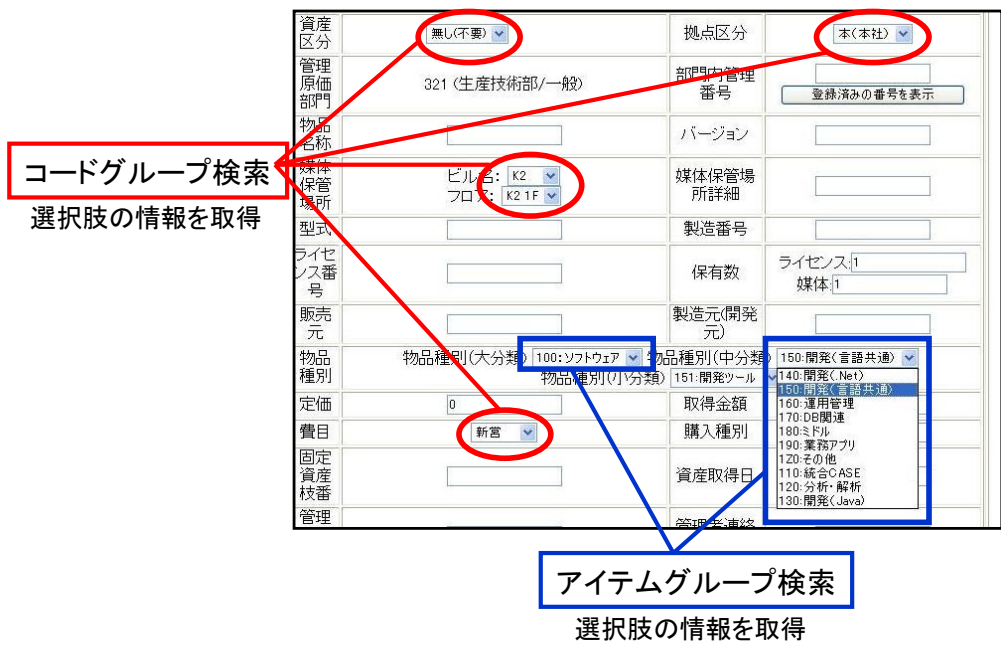 資産
区分
無し(不要)
拠点区分
本(本社)
管理
原価
部門
321 (生産技術部/一般)
部門内管理
番号
登録済みの番号を表示
物品
名称
バージョン
コードグループ検索
選択肢の情報を取得
媒体
保管
場所
ビル名: K2
フロア: K2 1F
媒体保管場
所詳細
型式
製造番号
ライセ
ンス番
号
保有数
ライセンス:1
媒体:1
販売
元
製造元(開発
元)
物品
種別
物品種別(大分類) 100:ソフトウェア 物品種別(中分類) 150:開発(言語共通)
物品種別(小分類) 151:開発ツール
140:開発(.Net)
150:開発(言語共通)
160:運用管理
170:DB関連
180:ミドル
190:業務アプリ
1Z0:その他
110:統合CASE
120:分析・解析
130:開発(Java)
定価
0
取得金額
費目
新営
購入種別
固定
資産
枝番
資産取得日
管理
管理者連絡
アイテムグループ検索
選択肢の情報を取得